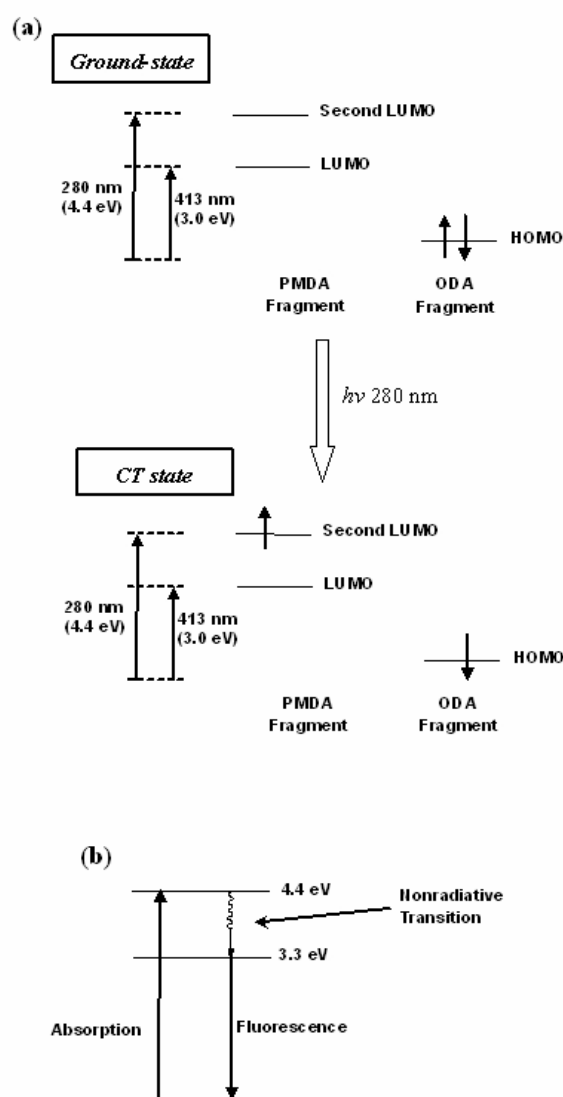 (a)
Ground-state
Second LUMO
LUMO
280 nm
(4.4 eV)
413 nm
(3.0 eV)
HOMO
PMDA
Fragment
ODA
Fragment
hν 280 nm
CT state
Second LUMO
LUMO
280 nm
(4.4 eV)
413 nm
(3.0 eV)
HOMO
PMDA
Fragment
ODA
Fragment
(b)
4.4 eV
Nonradiative
Transition
3.3 eV
Absorption
Fluorescence